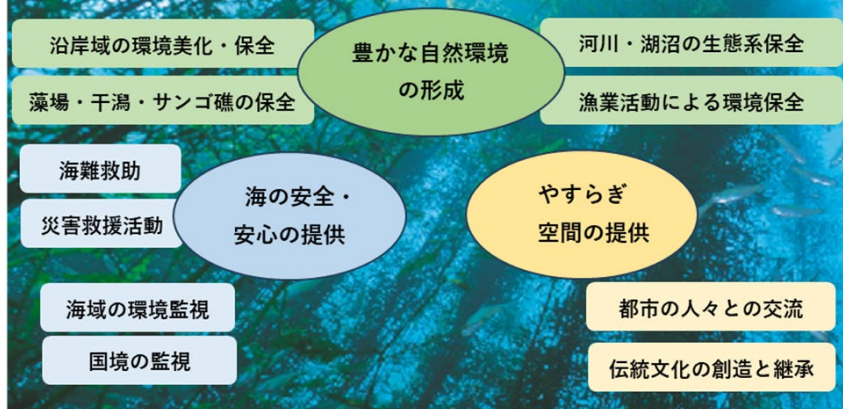 沿岸域の環境美化・保全
藻場・干潟・サンゴ礁の保全
豊かな自然環境
の形成
河川・湖沼の生態系保全
漁業活動による環境保全
海難救助
災害救援活動
海の安全・
安心の提供
海域の環境監視
国境の監視
やすらぎ
空間の提供
都市の人々との交流
伝統文化の創造と継承